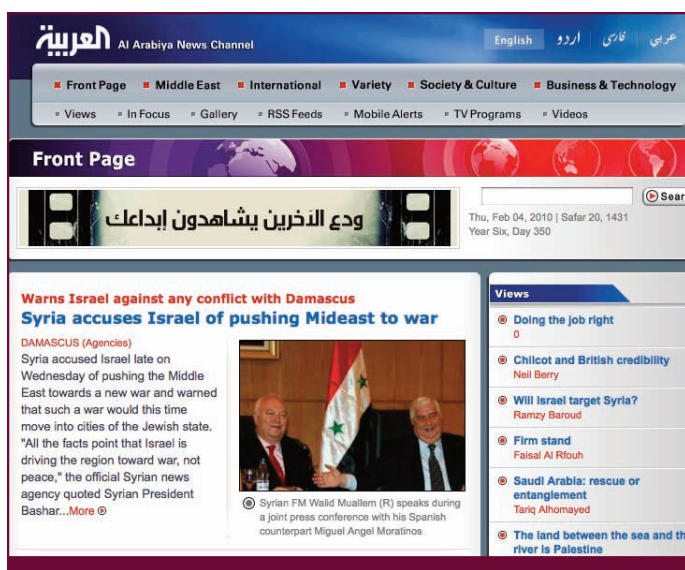 العربية Al Arabiya News Channel
English اردو فارسی عربي
Front Page Middle East International Variety Society & Culture Business & Technology
Views In Focus Gallery RSS Feeds Mobile Alerts TV Programs Videos
Front Page
ودع الآخرين يشاهدون إبداعك
Sear
Thu, Feb 04, 2010 | Safar 20, 1431
Year Six, Day 350
Warns Israel against any conflict with Damascus
Syria accuses Israel of pushing Mideast to war
DAMASCUS (Agencies)
Syria accused Israel late on
Wednesday of pushing the Middle
East towards a new war and warned
that such a war would this time
move into cities of the Jewish state.
"All the facts point that Israel is
driving the region toward war, not
peace," the official Syrian news
agency quoted Syrian President
Bashar...More
Syrian FM Walid Muallem (R) speaks during
a joint press conference with his Spanish
counterpart Miguel Angel Moratinos
Views
Doing the job right
0
Chilcot and British credibility
Neil Berry
Will Israel target Syria?
Ramzy Baroud
Firm stand
Faisal Al Rfouh
Saudi Arabia: rescue or
entanglement
Tariq Alhomayed
The land between the sea and th
river is Palestine